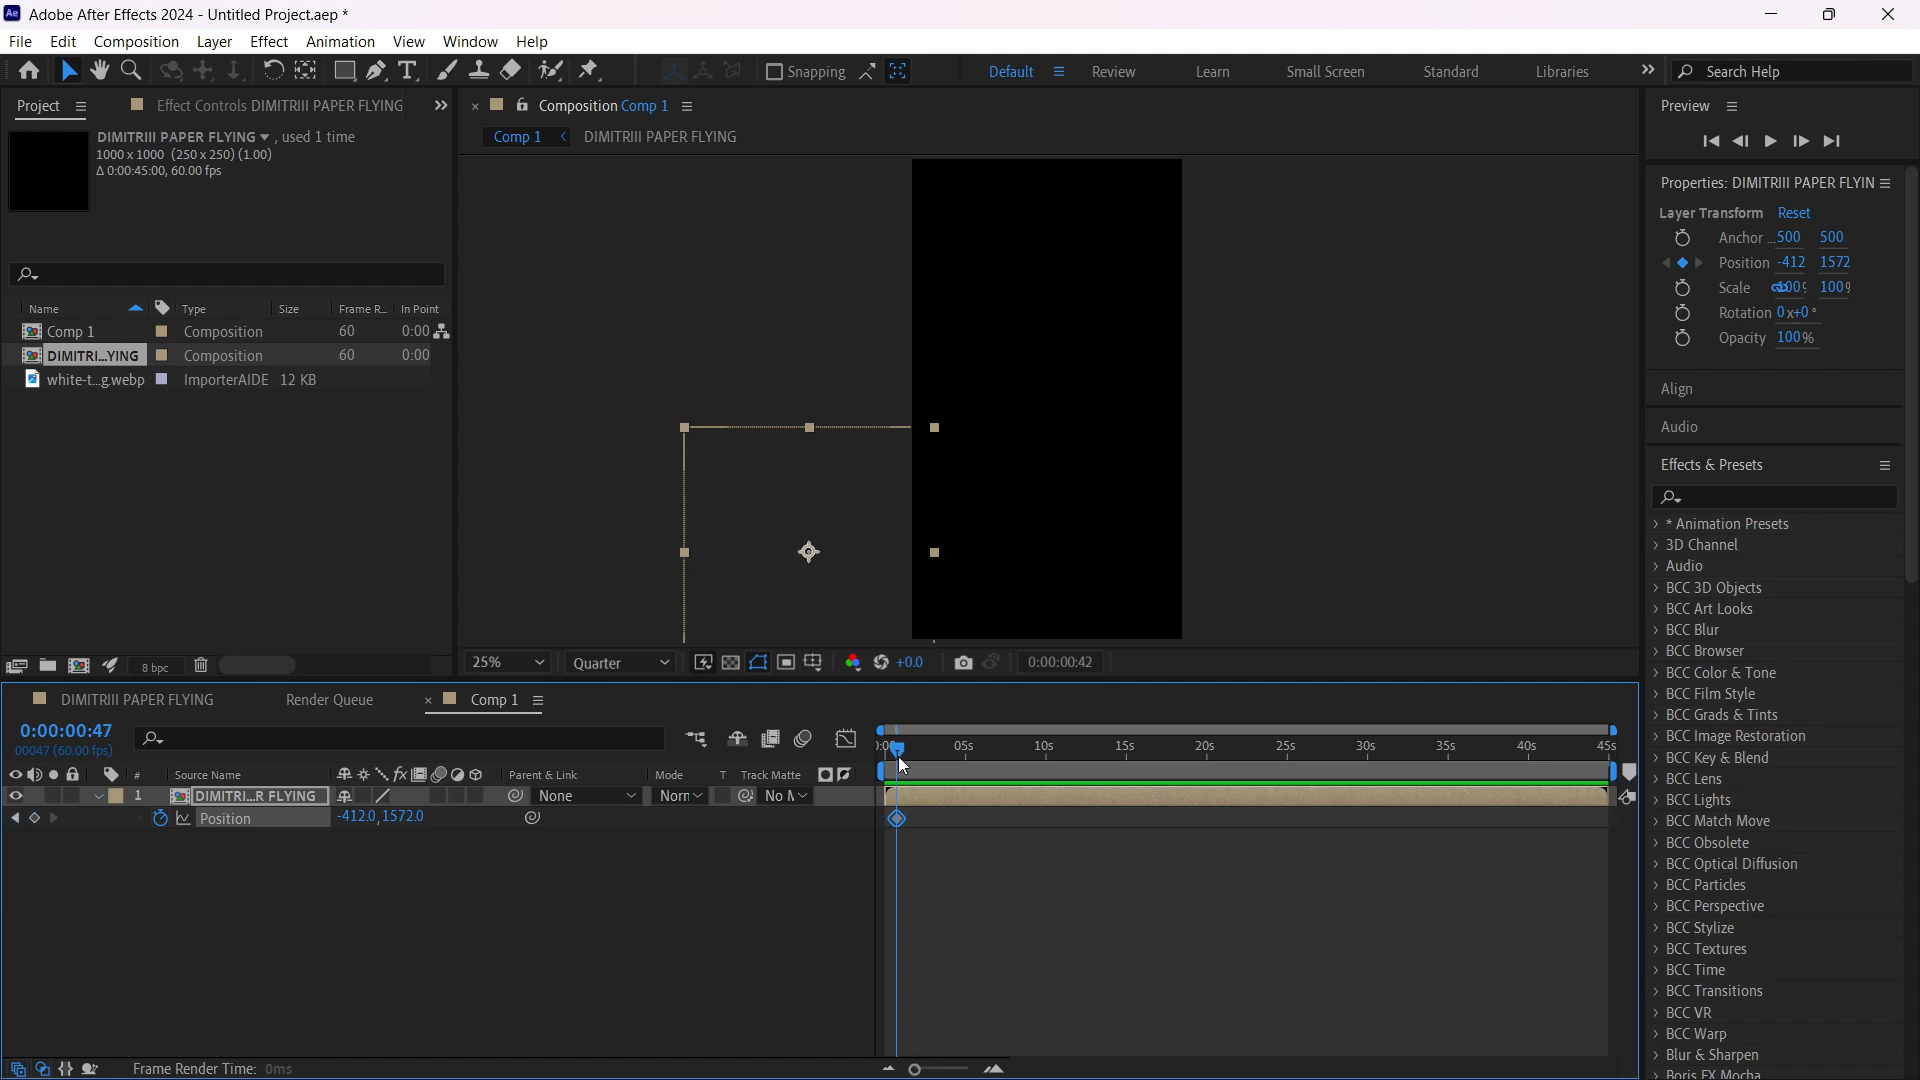 Adobe After Effects 2024 - Untitled Project.aep *
File Edit Composition Layer Effect Animation View Window Help
Snapping Default Review Learn Small Screen Standard Libraries Search Help
Project Effect Controls DIMITRIII PAPER FLYING
DIMITRIII PAPER FLYING , used 1 time
1000 x 1000 (250 x 250) (1.00)
Δ 0:00:45:00, 60.00 fps
Name Type Size Frame R... In Point
Comp 1 Composition 60 0:00
DIMITRI...YING Composition 60 0:00
white-t...g.webp ImporterAIDE 12 KB
8 bpc
Composition Comp 1
Comp 1 DIMITRIII PAPER FLYING
25% Quarter +0.0 0:00:00:42
Preview
Properties: DIMITRIII PAPER FLYIN
Layer Transform Reset
Anchor ... 500 500
Position -412 1572
Scale 100% 100%
Rotation 0x+0°
Opacity 100%
Align
Audio
Effects & Presets
* Animation Presets
3D Channel
Audio
BCC 3D Objects
BCC Art Looks
BCC Blur
BCC Browser
BCC Color & Tone
BCC Film Style
BCC Grads & Tints
BCC Image Restoration
BCC Key & Blend
BCC Lens
BCC Lights
BCC Match Move
BCC Obsolete
BCC Optical Diffusion
BCC Particles
BCC Perspective
BCC Stylize
BCC Textures
BCC Time
BCC Transitions
BCC VR
BCC Warp
Blur & Sharpen
Boris FX Mocha
DIMITRIII PAPER FLYING Render Queue Comp 1
0:00:00:47
00047 (60.00 fps)
05s 10s 15s 20s 25s 30s 35s 40s 45s
# Source Name Parent & Link Mode T Track Matte
1 DIMITRI...R FLYING None Norn No M
Position -412.0, 1572.0
Frame Render Time: 0ms